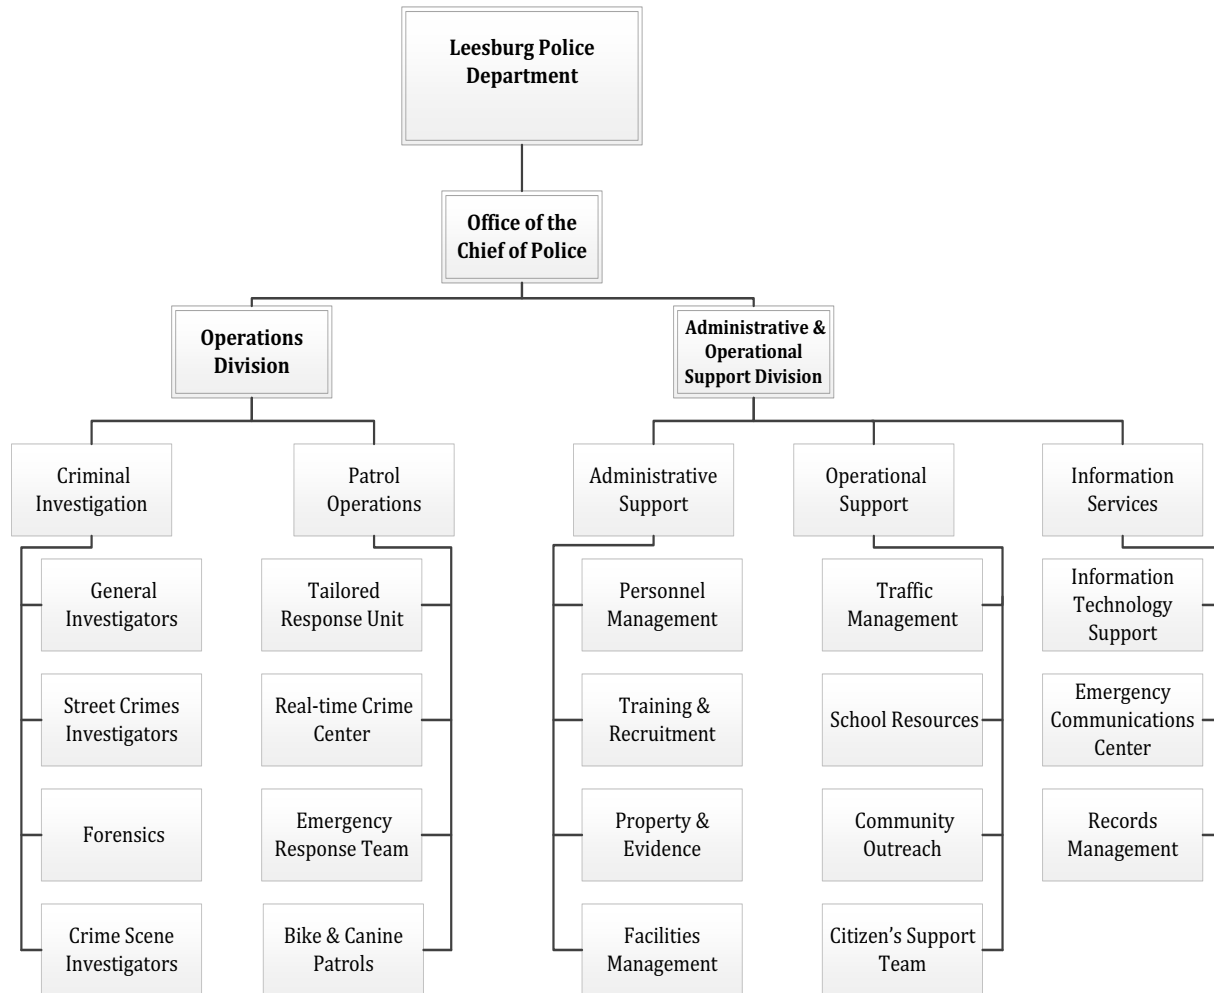 Leesburg Police
Department
Office of the
Chief of Police
Operations
Division
Administrative &
Operational
Support Division
Criminal
Investigation
Patrol
Operations
Administrative
Support
Operational
Support
Information
Services
General
Investigators
Tailored
Response Unit
Personnel
Management
Traffic
Management
Information
Technology
Support
Street Crimes
Investigators
Real-time Crime
Center
Training &
Recruitment
School Resources
Emergency
Communications
Center
Forensics
Emergency
Response Team
Property &
Evidence
Community
Outreach
Records
Management
Crime Scene
Investigators
Bike & Canine
Patrols
Facilities
Management
Citizen’s Support
Team